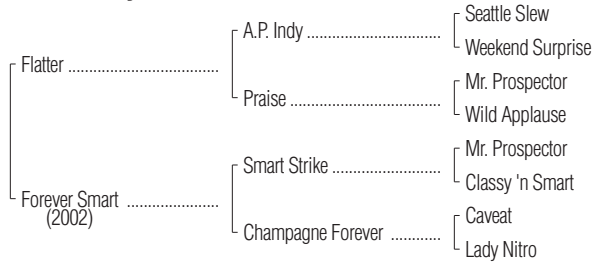 Seattle Slew
A.P. Indy ..............................
Weekend Surprise
Flatter ..................................
Mr. Prospector
Praise ...................................
Wild Applause
Mr. Prospector
Smart Strike .........................
Classy 'n Smart
Forever Smart .....................
(2002)
Caveat
Champagne Forever ...........
Lady Nitro